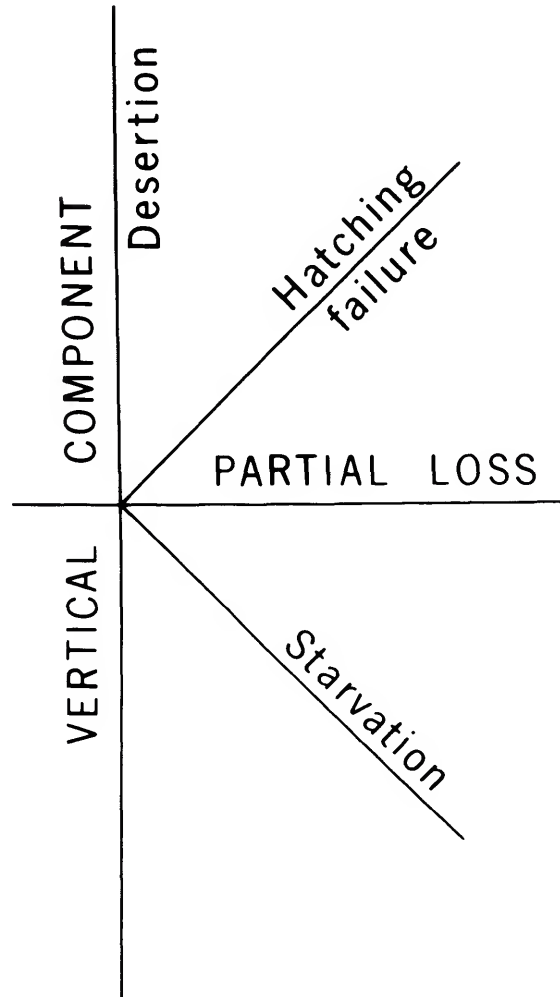 VERTICAL COMPONENT
Desertion
Hatching
failure
PARTIAL LOSS
Starvation